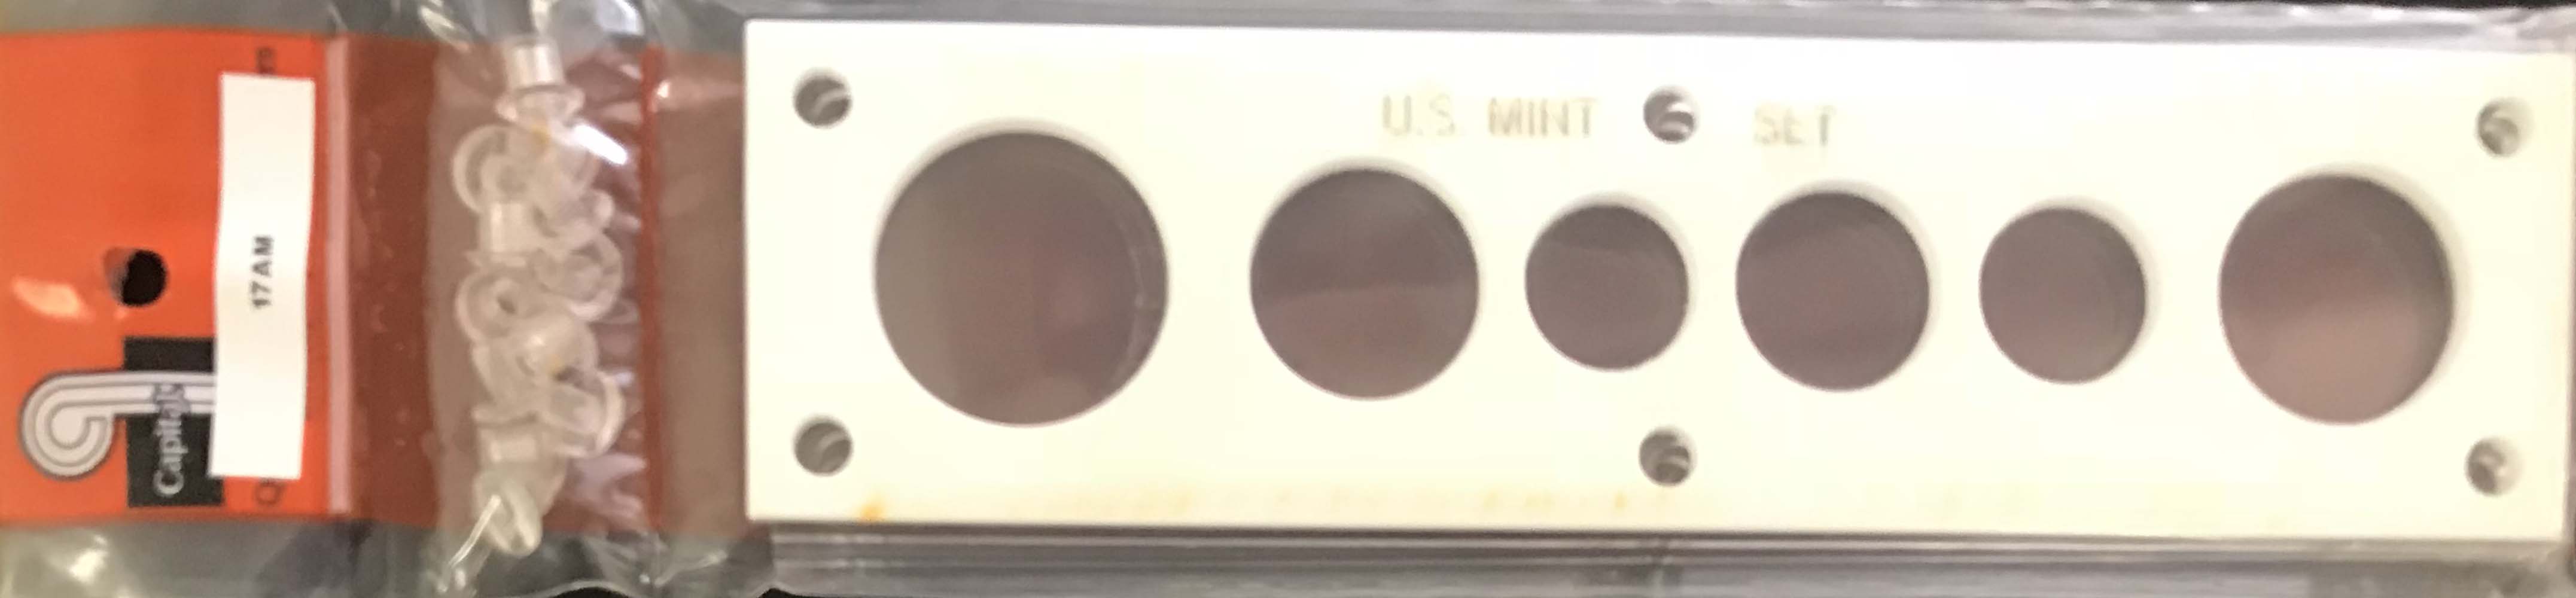 U.S. MINT SET
17AM
Capital